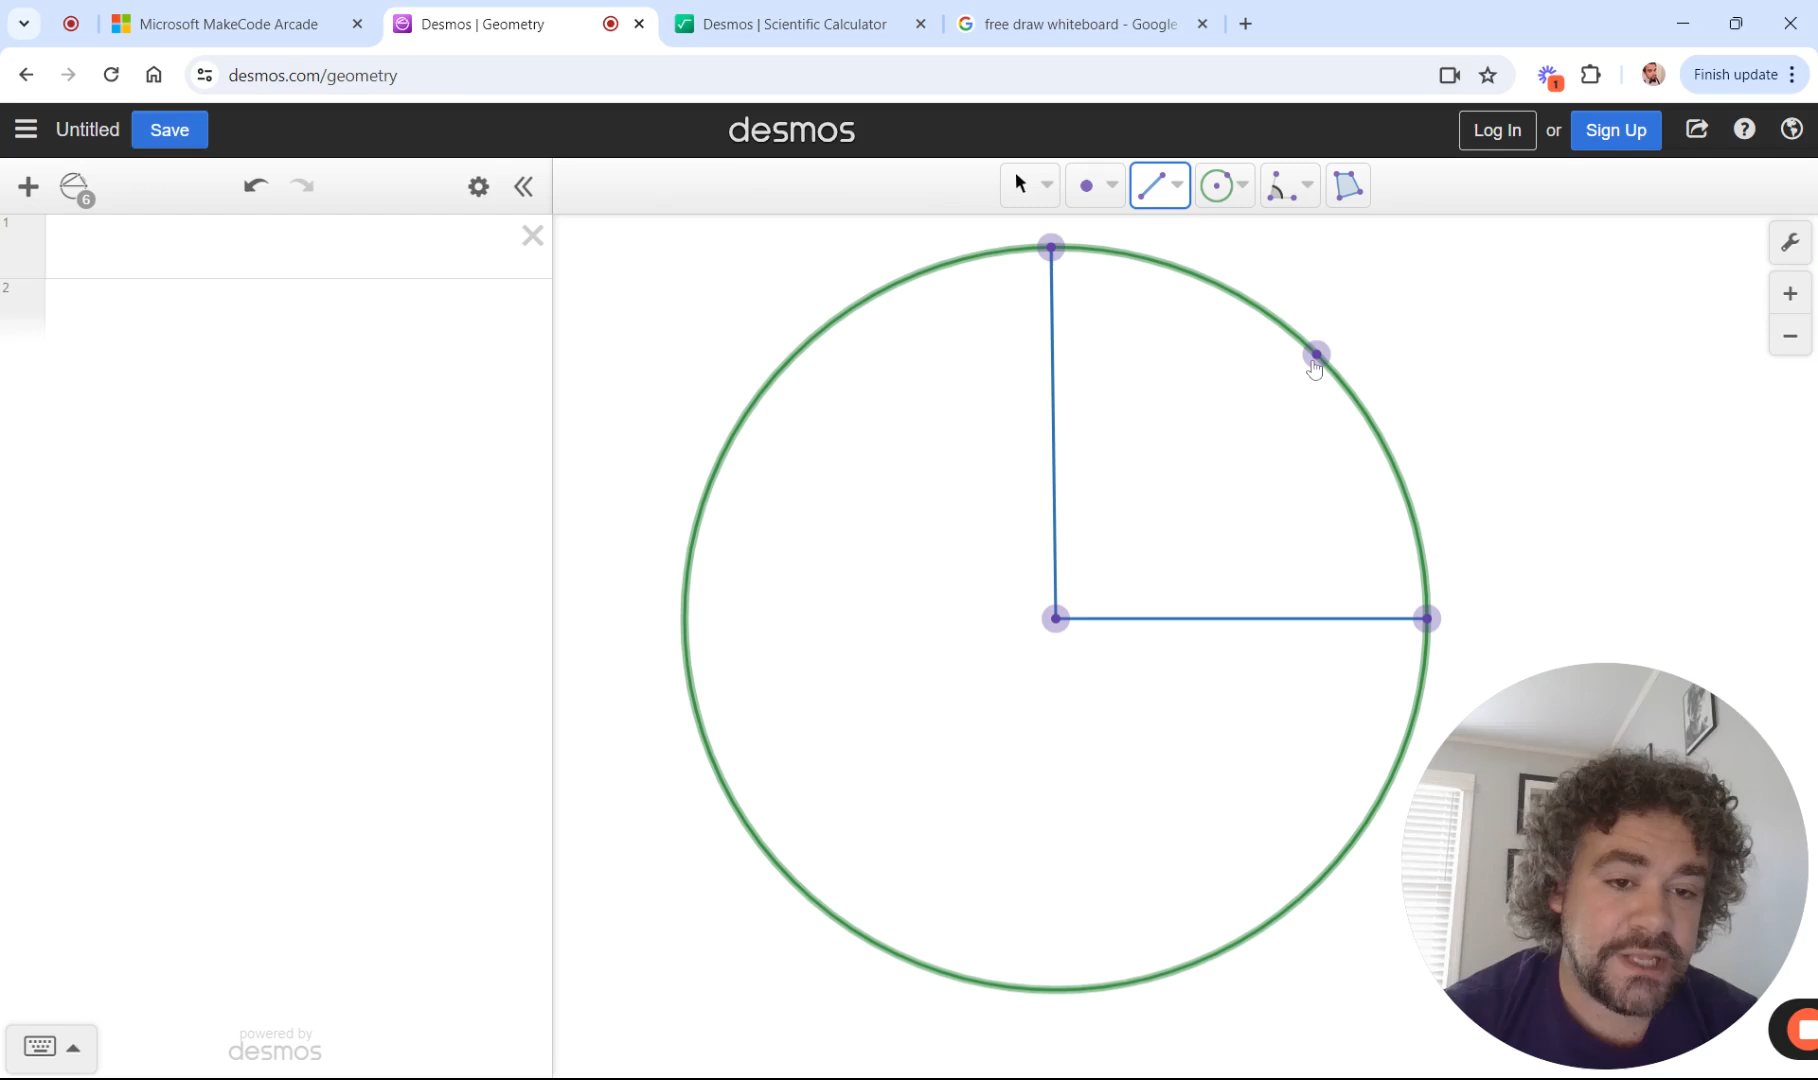 Microsoft MakeCode Arcade
Desmos | Geometry
Desmos | Scientific Calculator
free draw whiteboard - Google
desmos.com/geometry
1
Finish update
Untitled
Save
desmos
Log In
or
Sign Up
6
1
2
powered by
desmos